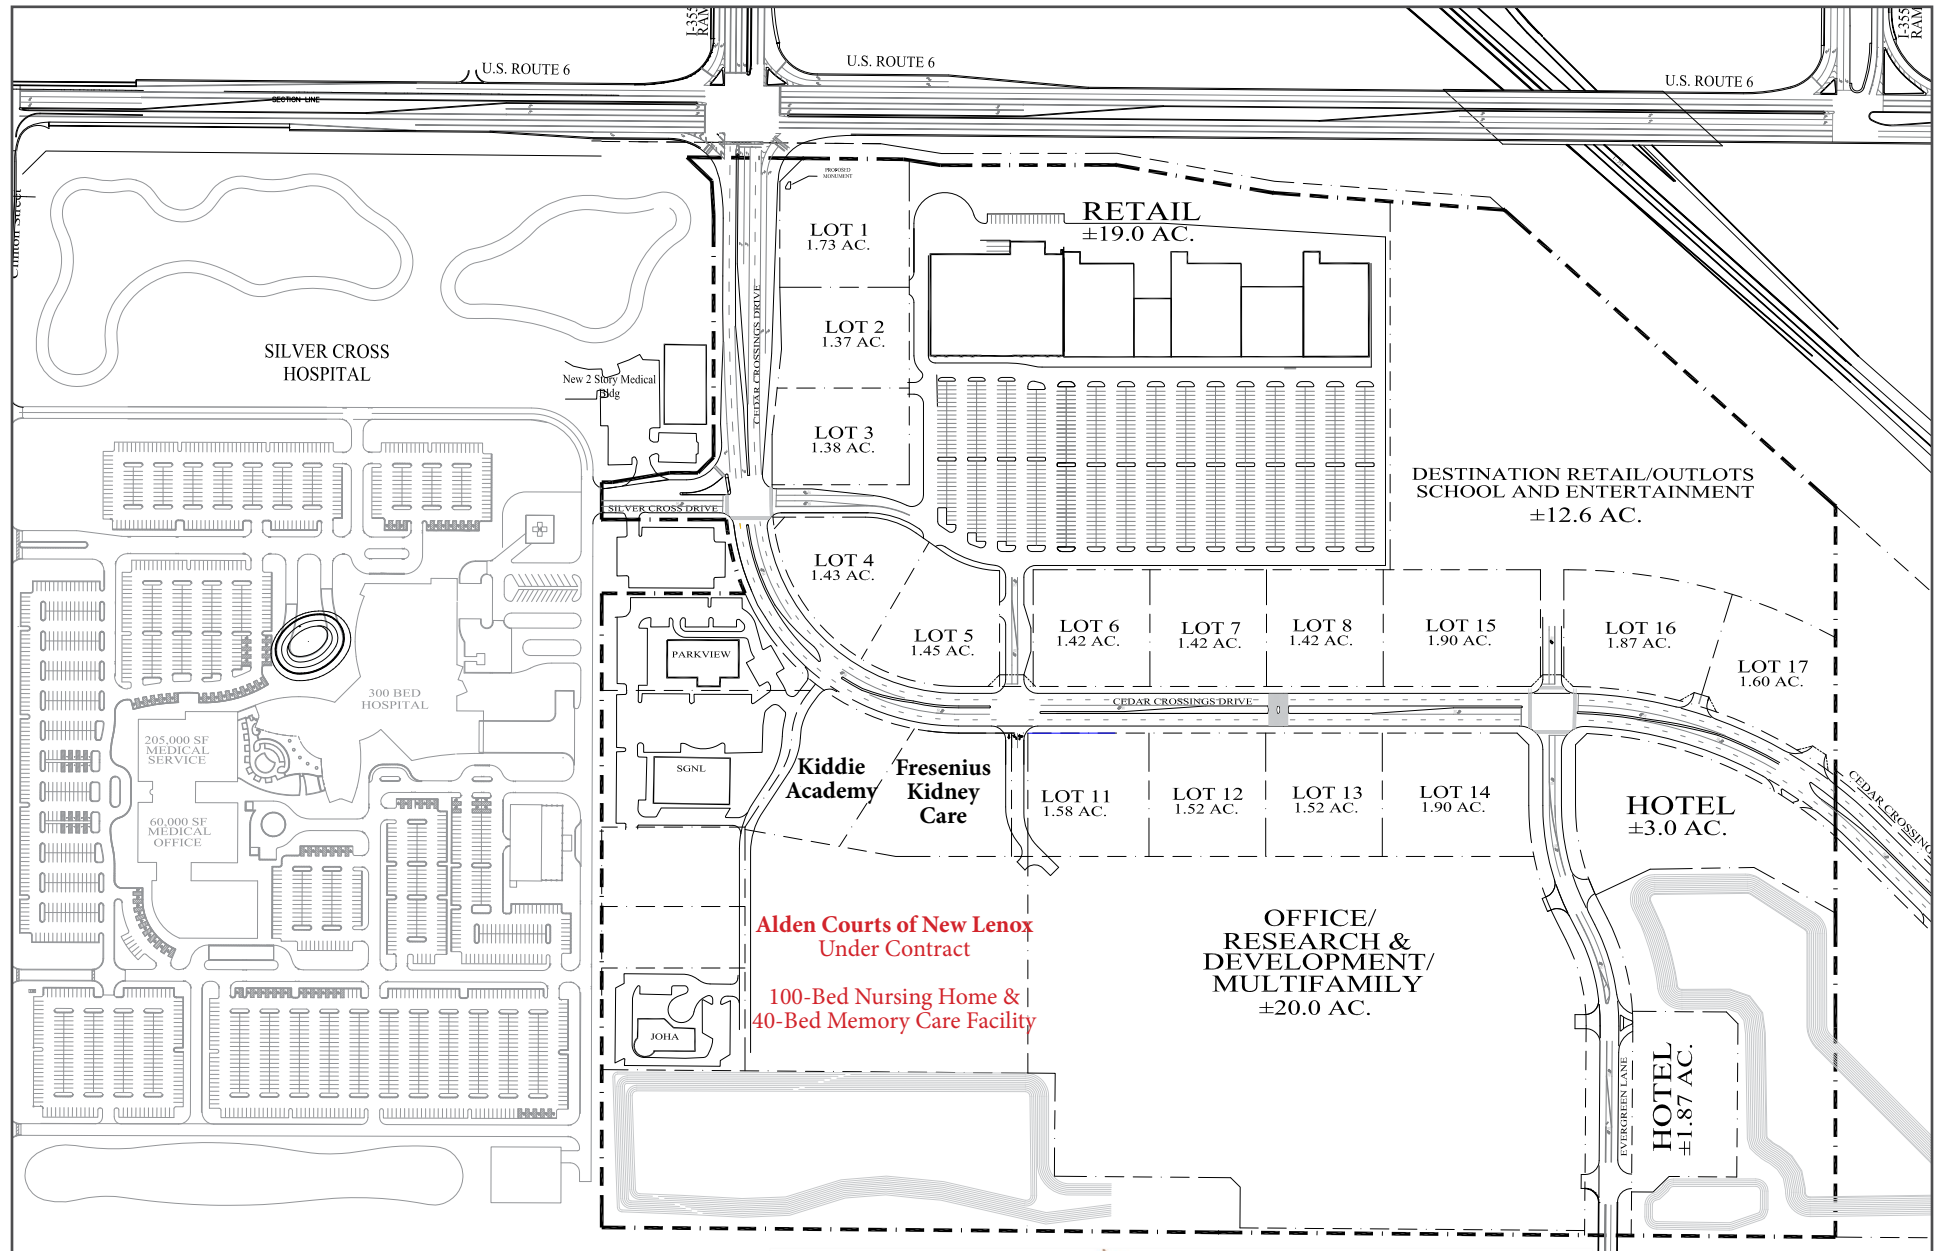 I-355
RAM
U.S. ROUTE 6
U.S. ROUTE 6
U.S. ROUTE 6
I-355
RAM
SECTION LINE
Clinton Street
PROPOSED
MONUMENT
LOT 1
1.73 AC.
RETAIL
±19.0 AC.
CEDAR CROSSINGS DRIVE
LOT 2
1.37 AC.
SILVER CROSS
HOSPITAL
New 2 Story Medical
Bldg
LOT 3
1.38 AC.
DESTINATION RETAIL/OUTLOTS
SCHOOL AND ENTERTAINMENT
±12.6 AC.
SILVER CROSS DRIVE
LOT 4
1.43 AC.
LOT 5
1.45 AC.
LOT 6
1.42 AC.
LOT 7
1.42 AC.
LOT 8
1.42 AC.
LOT 15
1.90 AC.
LOT 16
1.87 AC.
LOT 17
1.60 AC.
PARKVIEW
300 BED
HOSPITAL
CEDAR CROSSINGS DRIVE
205,000 SF
MEDICAL
SERVICE
SGNL
Kiddie
Academy
Fresenius
Kidney
Care
LOT 11
1.58 AC.
LOT 12
1.52 AC.
LOT 13
1.52 AC.
LOT 14
1.90 AC.
HOTEL
±3.0 AC.
CEDAR CROSSING
60,000 SF
MEDICAL
OFFICE
Alden Courts of New Lenox
Under Contract
100-Bed Nursing Home &
40-Bed Memory Care Facility
OFFICE/
RESEARCH &
DEVELOPMENT/
MULTIFAMILY
±20.0 AC.
JOHA
EVERGREEN LANE
HOTEL
±1.87 AC.